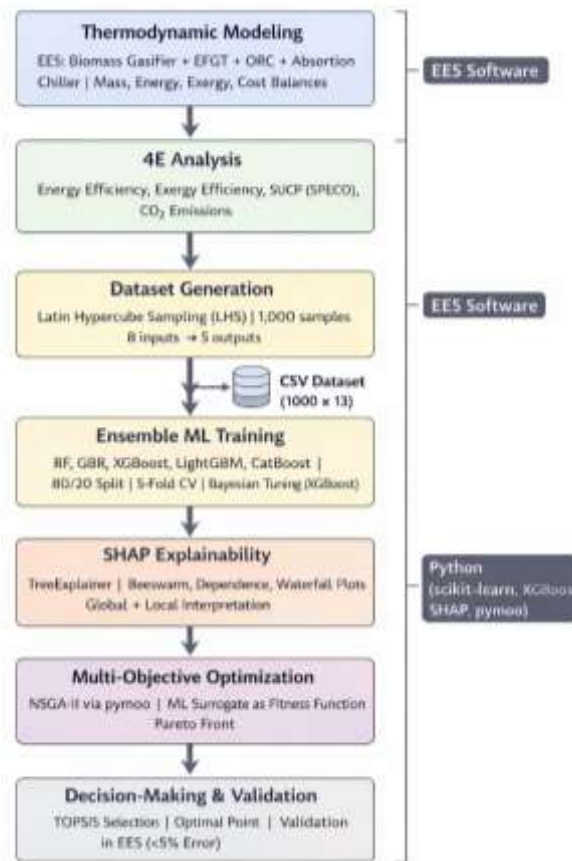 Thermodynamic Modeling
EES: Biomass Gasifier + EFGT + ORC + Absortion
Chiller | Mass, Energy, Exergy, Cost Balances
EES Software
4E Analysis
Energy Efficiency, Exergy Efficiency, SUCP (SPECO),
CO₂ Emissions
Dataset Generation
Latin Hypercube Sampling (LHS) | 1,000 samples
8 inputs → 5 outputs
EES Software
CSV Dataset
(1000 x 13)
Ensemble ML Training
RF, GBR, XGBoost, LightGBM, CatBoost |
80/20 Split | 5-Fold CV | Bayesian Tuning (XGBoost)
SHAP Explainability
TreeExplainer | Beeswarm, Dependence, Waterfall Plots
Global + Local Interpretation
Python
(scikit-learn, XGBoos
SHAP, pymoo)
Multi-Objective Optimization
NSGA-II via pymoo | ML Surrogate as Fitness Function
Pareto Front
Decision-Making & Validation
TOPSIS Selection | Optimal Point | Validation
in EES (<5% Error)